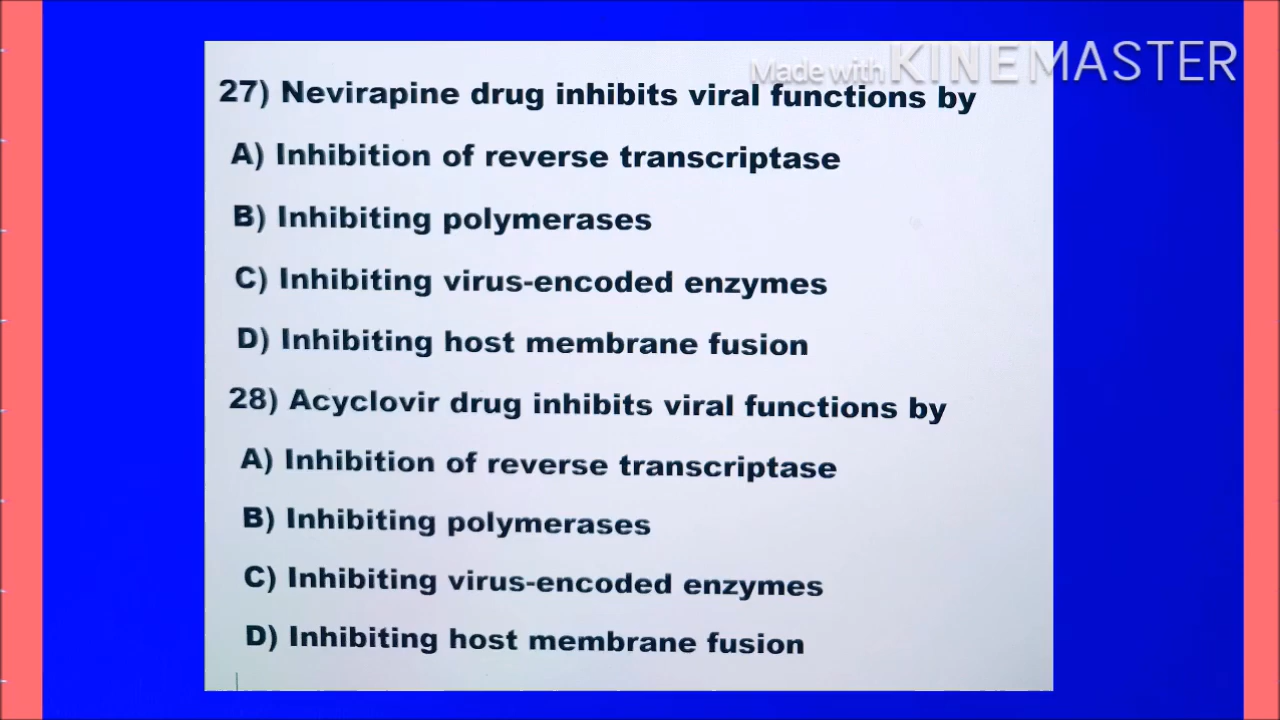 Made with KINEMASTER
27) Nevirapine drug inhibits viral functions by
A) Inhibition of reverse transcriptase
B) Inhibiting polymerases
C) Inhibiting virus-encoded enzymes
D) Inhibiting host membrane fusion
28) Acyclovir drug inhibits viral functions by
A) Inhibition of reverse transcriptase
B) Inhibiting polymerases
C) Inhibiting virus-encoded enzymes
D) Inhibiting host membrane fusion